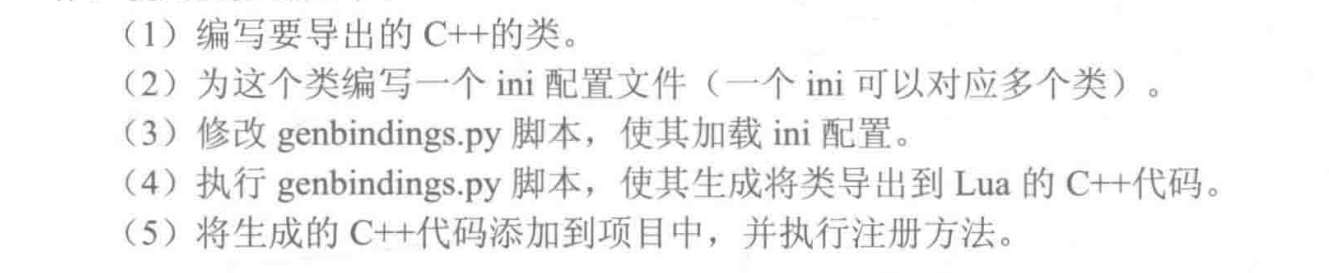 （1）编写要导出的 C++的类。
（2）为这个类编写一个 ini 配置文件（一个 ini 可以对应多个类）。
（3）修改 genbindings.py 脚本，使其加载 ini 配置。
（4）执行 genbindings.py 脚本，使其生成将类导出到 Lua 的 C++代码。
（5）将生成的 C++代码添加到项目中，并执行注册方法。